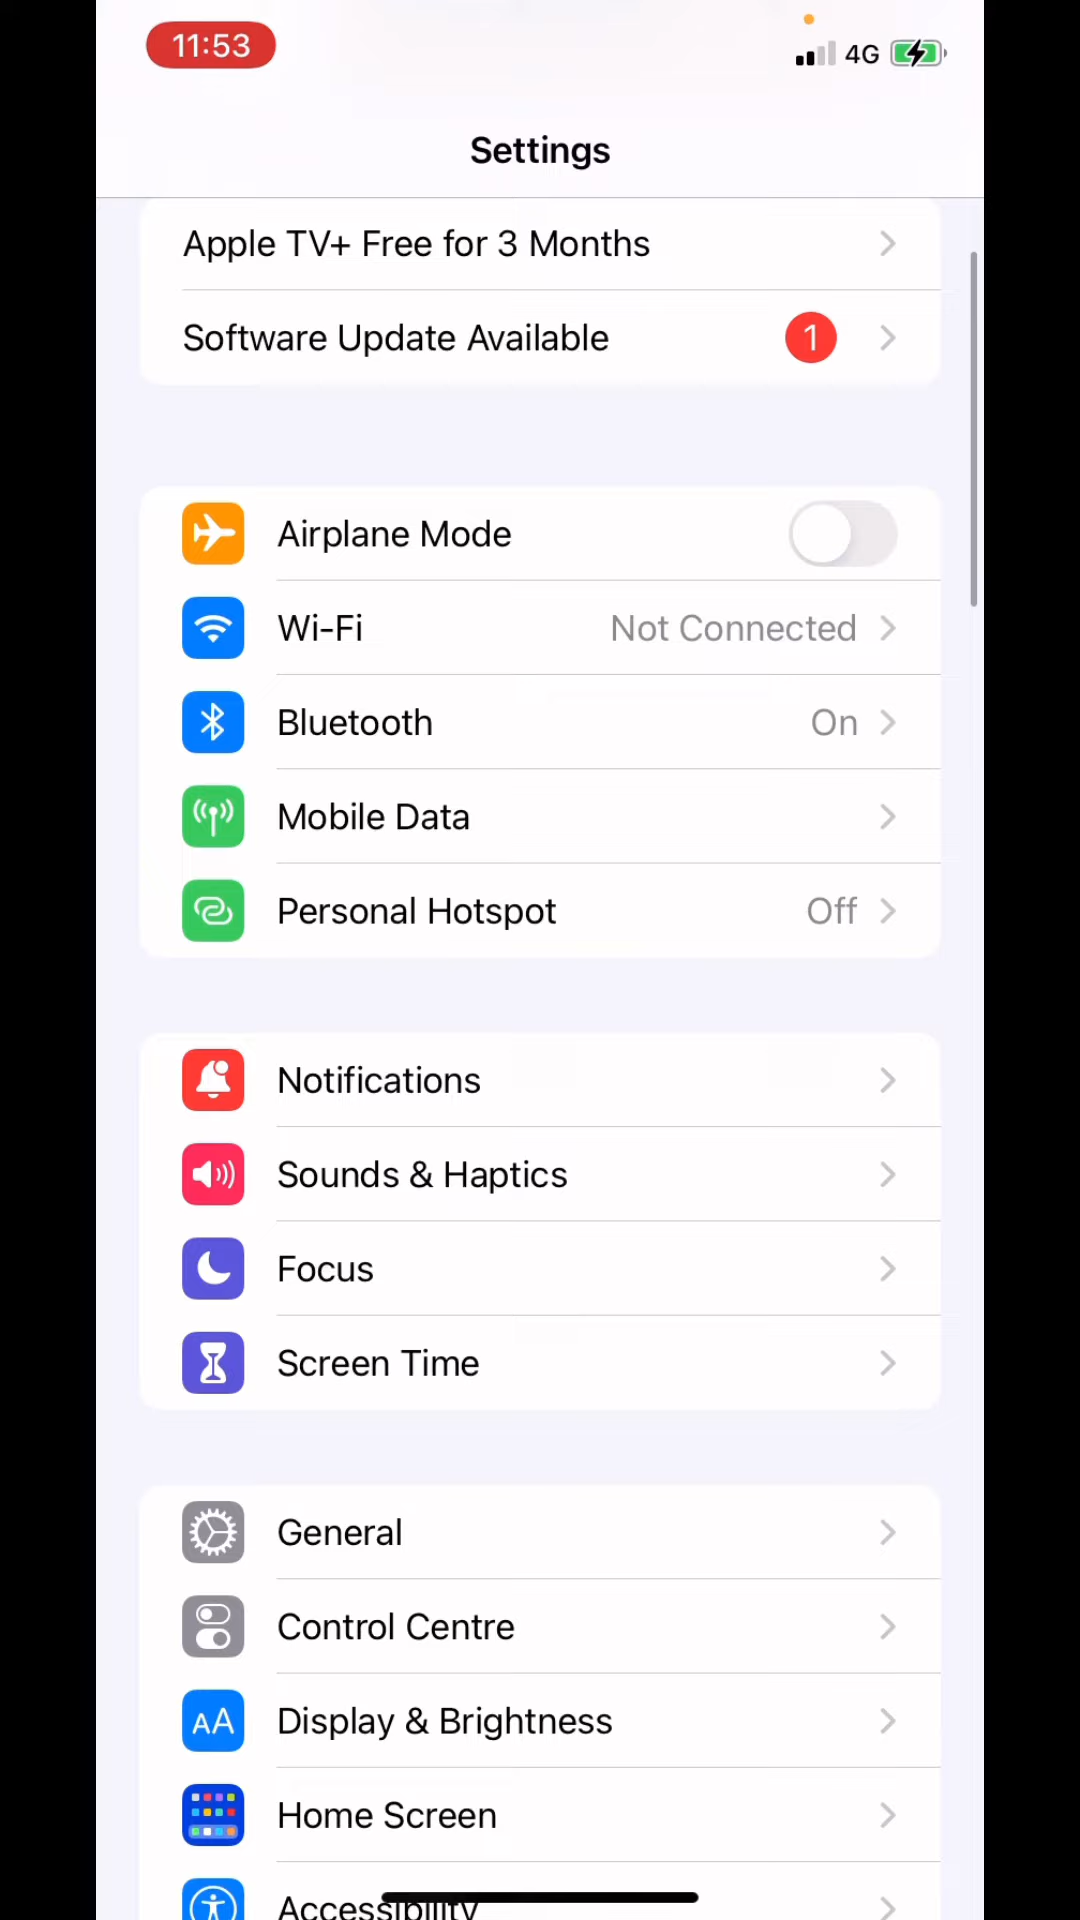 11:53
4G
Settings
Apple TV+ Free for 3 Months
Software Update Available 1
Airplane Mode
Wi-Fi Not Connected
Bluetooth On
Mobile Data
Personal Hotspot Off
Notifications
Sounds & Haptics
Focus
Screen Time
General
Control Centre
AA Display & Brightness
Home Screen
Accessibility